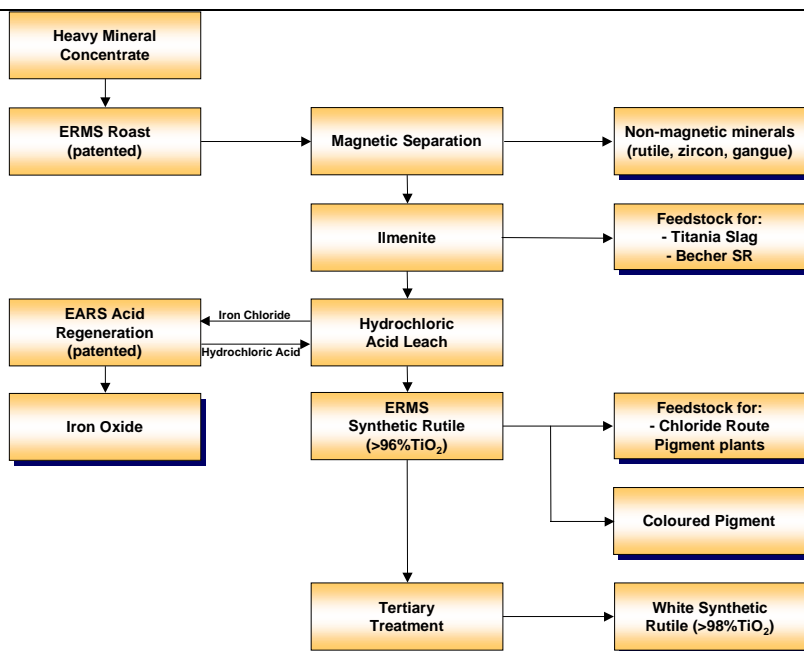 Heavy Mineral
Concentrate
ERMS Roast
(patented)
Magnetic Separation
Non-magnetic minerals
(rutile, zircon, gangue)
Ilmenite
Feedstock for:
- Titania Slag
- Becher SR
EARS Acid
Regeneration
(patented)
Iron Chloride
Hydrochloric Acid
Hydrochloric
Acid Leach
Iron Oxide
ERMS
Synthetic Rutile
(>96%TiO₂)
Feedstock for:
- Chloride Route
Pigment plants
Coloured Pigment
Tertiary
Treatment
White Synthetic
Rutile (>98%TiO₂)